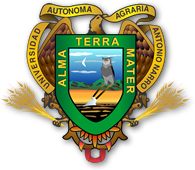 UNIVERSIDAD AUTONOMA AGRARIA ANTONIO NARRO
ALMA TERRA MATER